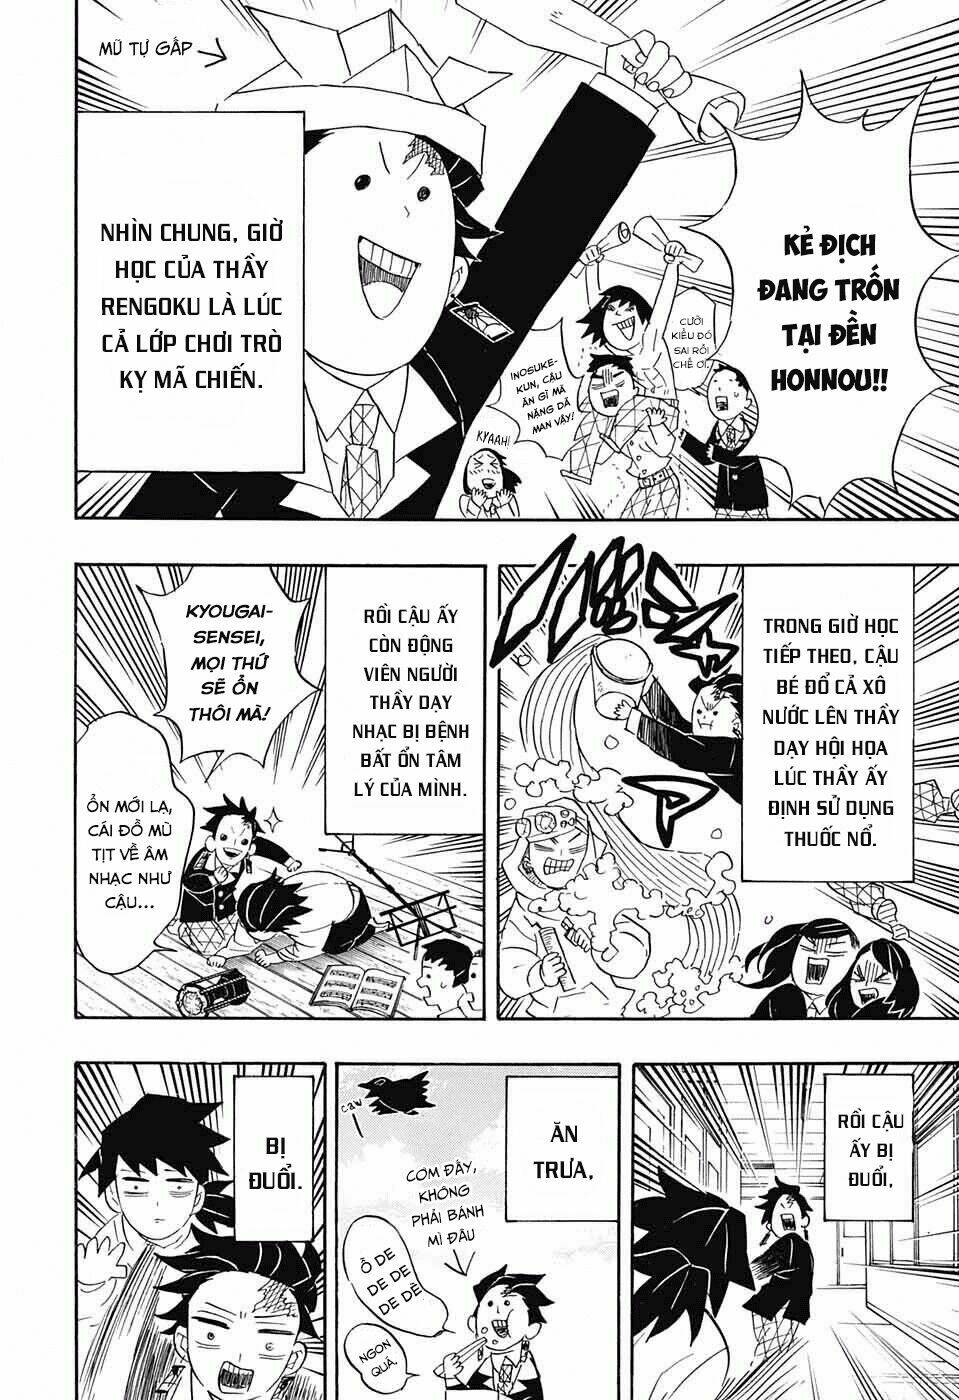 KẺ ĐỊCH
ĐANG TRỐN
TẠI ĐỀN
HONNOU!!
MŨ TỰ GẤP
CƯỠI
KIỂU ĐÓ
SAI RỒI
CHẾ ƠI.
INOSUKE-
KUN, CẬU
ĂN GÌ MÀ
NẶNG DÃ
MAN VẬY!
KYAAH!
NHÌN CHUNG, GIỜ
HỌC CỦA THẦY
RENGOKU LÀ LÚC
CẢ LỚP CHƠI TRÒ
KỴ MÃ CHIẾN.
TRONG GIỜ HỌC
TIẾP THEO, CẬU
BÉ ĐỔ CẢ XÔ
NƯỚC LÊN THẦY
DẠY HỘI HỌA
LÚC THẦY ẤY
ĐỊNH SỬ DỤNG
THUỐC NỔ.
RỒI CẬU ẤY
CÒN ĐỘNG
VIÊN NGƯỜI
THẦY DẠY
NHẠC BỊ BỆNH
BẤT ỔN TÂM
LÝ CỦA MÌNH.
KYOUGAI-
SENSEI,
MỌI THỨ
SẼ ỔN
THÔI MÀ!
ỔN MỚI LẠ,
CÁI ĐỒ MÙ
TỊT VỀ ÂM
NHẠC NHƯ
CẬU...
RỒI CẬU
ẤY BỊ
ĐUỔI,
ĂN
TRƯA,
caw
CƠM ĐẤY,
KHÔNG
PHẢI BÁNH
MÌ ĐÂU
Ồ DE
DE DE
DE DÊ
NGON
QUÁ.
BỊ
ĐUỔI.